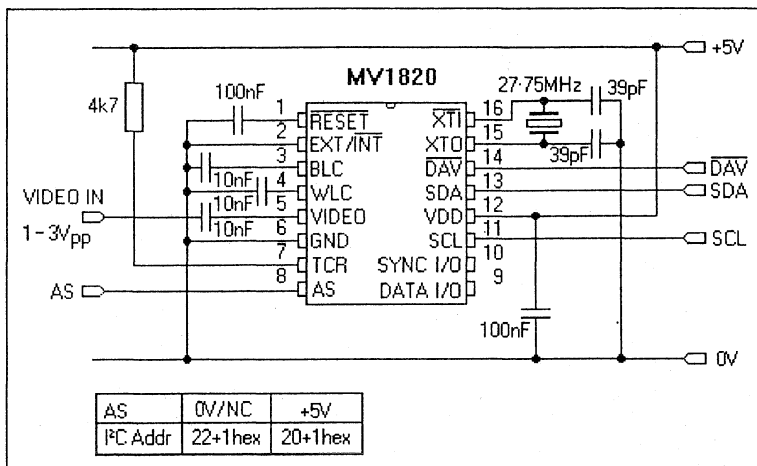 +5V
MV1820
4k7
100nF
27·75MHz
39pF
39pF
1
2
3
4
5
6
7
8
RESET
EXT/INT
BLC
WLC
VIDEO
GND
TCR
AS
XTI
XTO
DAV
SDA
VDD
SCL
SYNC I/O
DATA I/O
16
15
14
13
12
11
10
9
10nF
10nF
10nF
VIDEO IN
1-3Vpp
AS
DAV
SDA
SCL
100nF
0V
AS 0V/NC +5V
I²C Addr 22+1hex 20+1hex